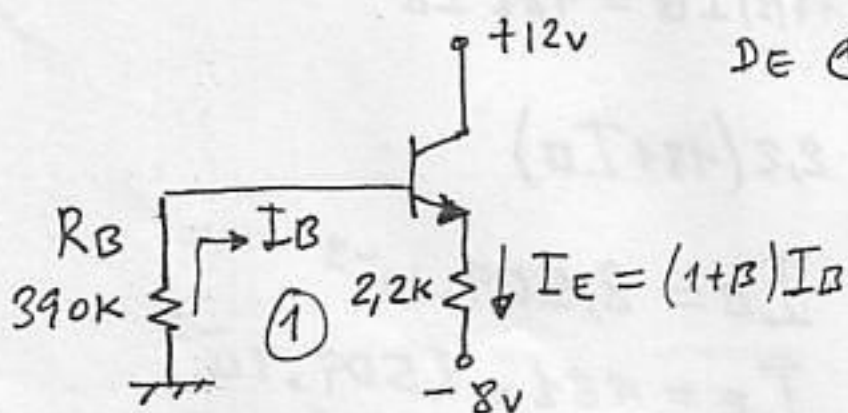 +12v
DE
RB
390K
IB
①
2,2K
IE = (1+β)IB
-8v